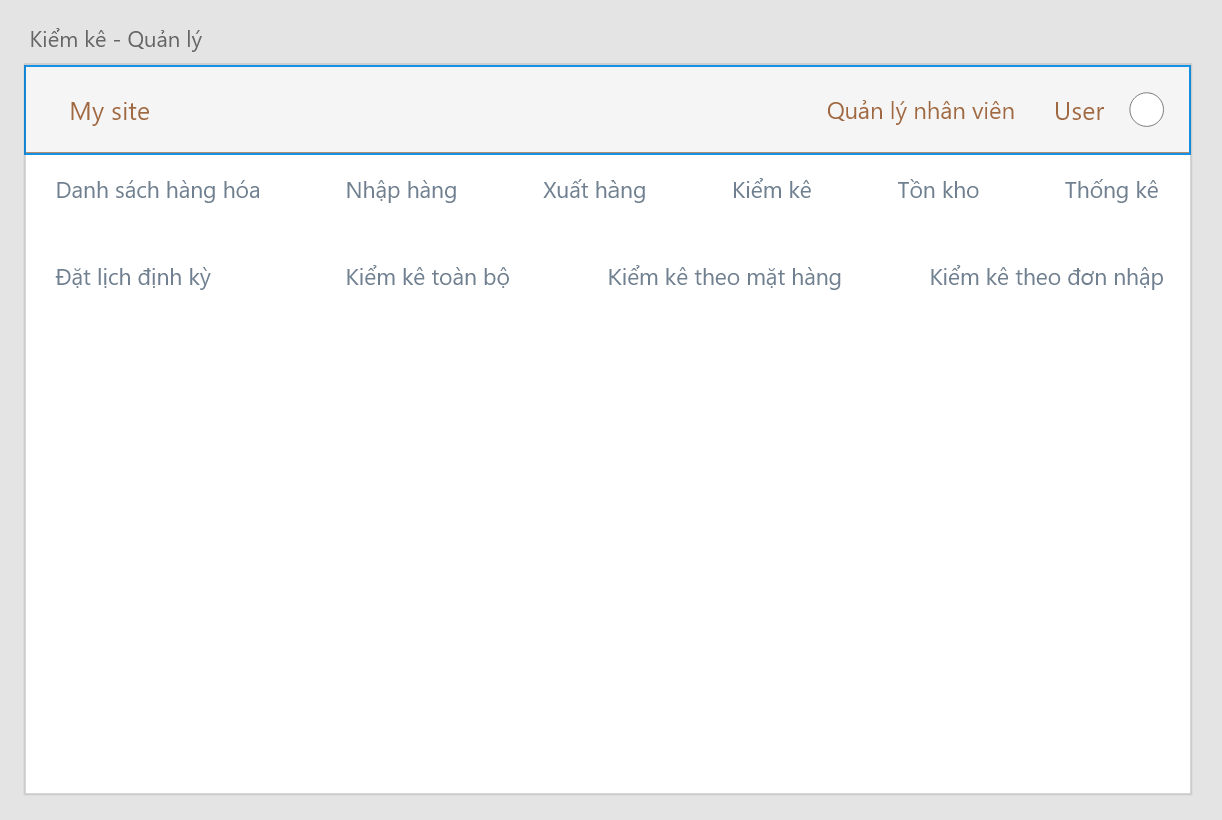 Kiểm kê - Quản lý
My site Quản lý nhân viên User
Danh sách hàng hóa Nhập hàng Xuất hàng Kiểm kê Tồn kho Thống kê
Đặt lịch định kỳ Kiểm kê toàn bộ Kiểm kê theo mặt hàng Kiểm kê theo đơn nhập